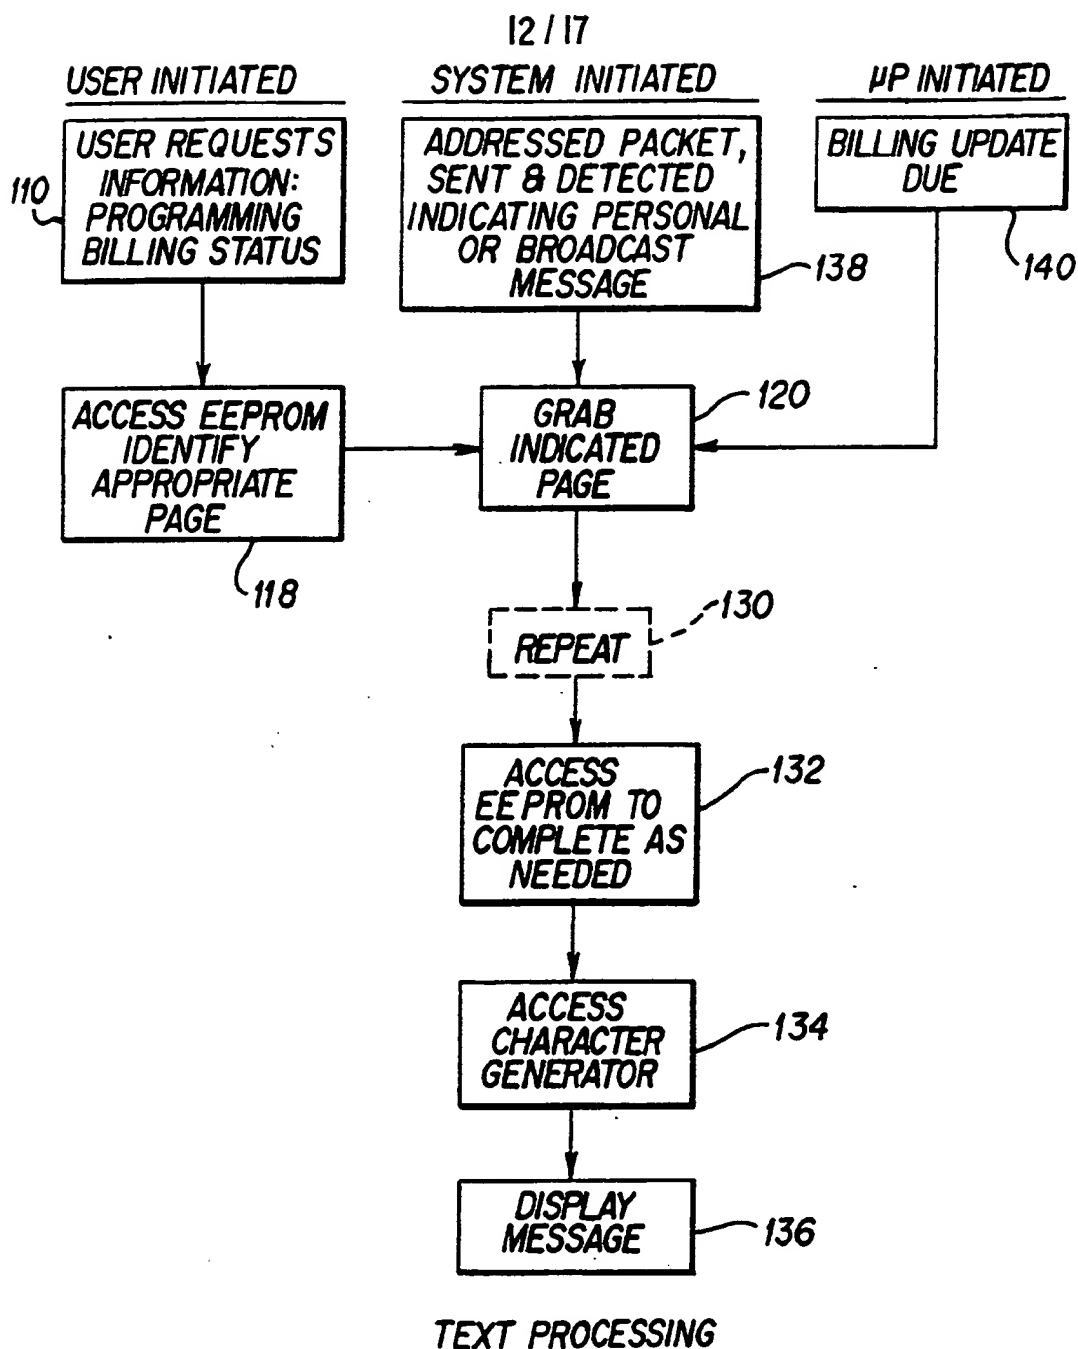 12/17
USER INITIATED
SYSTEM INITIATED
µP INITIATED
USER REQUESTS
INFORMATION:
PROGRAMMING
BILLING STATUS
110
ADDRESSED PACKET,
SENT & DETECTED
INDICATING PERSONAL
OR BROADCAST
MESSAGE
138
BILLING UPDATE
DUE
140
ACCESS EEPROM
IDENTIFY
APPROPRIATE
PAGE
118
GRAB
INDICATED
PAGE
120
REPEAT
130
ACCESS
EEPROM TO
COMPLETE AS
NEEDED
132
ACCESS
CHARACTER
GENERATOR
134
DISPLAY
MESSAGE
136
TEXT PROCESSING